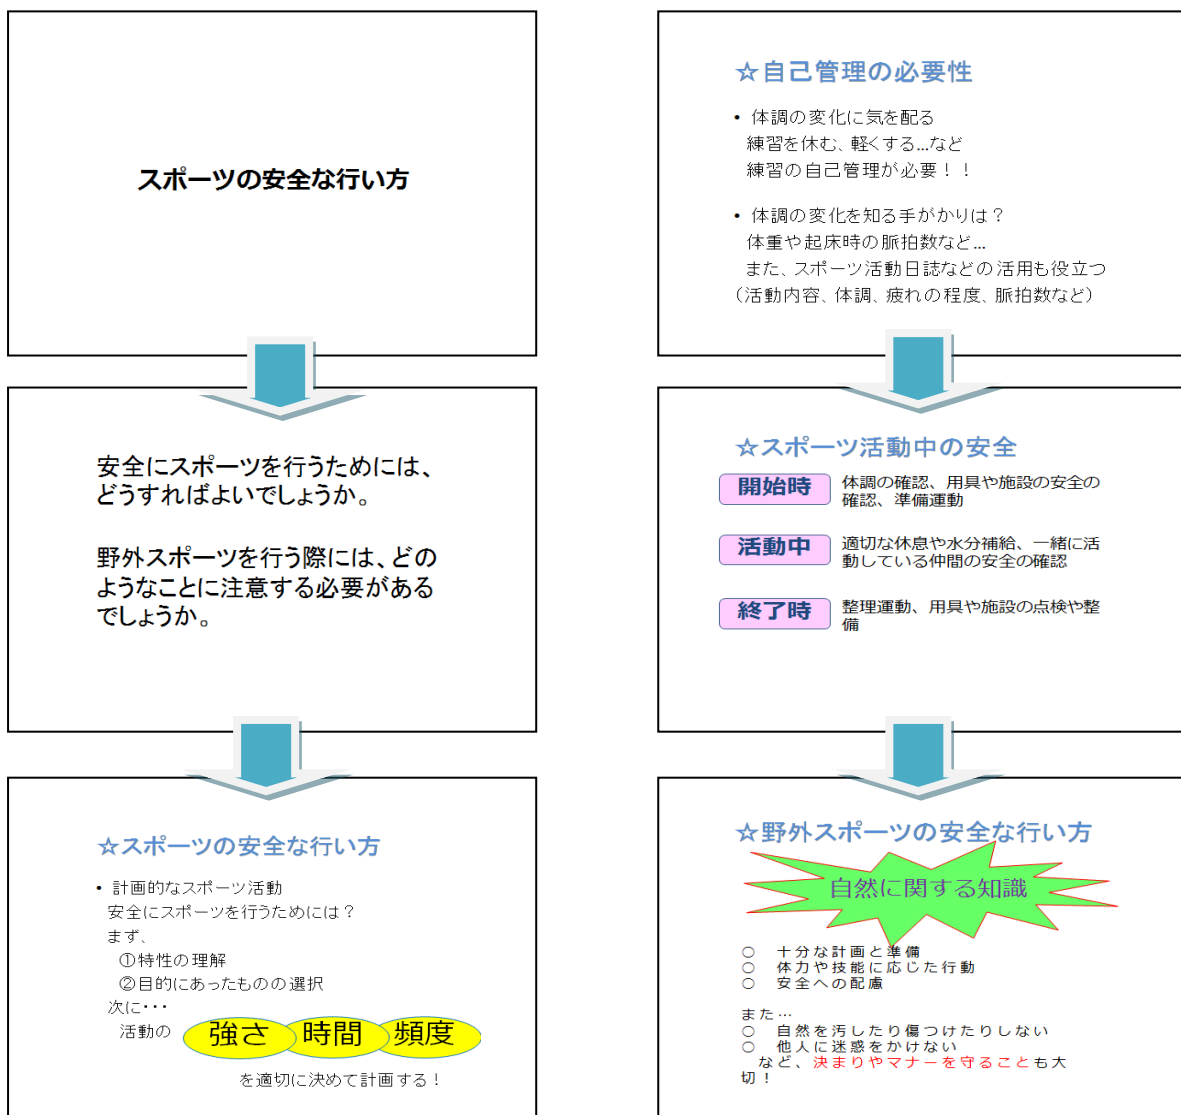 スポーツの安全な行い方
安全にスポーツを行うためには、
どうすればよいでしょうか。
野外スポーツを行う際には、どの
ようなことに注意する必要がある
でしょうか。
☆スポーツの安全な行い方
• 計画的なスポーツ活動
安全にスポーツを行うためには？
まず、
①特性の理解
②目的にあったものの選択
次に・・・
活動の 強さ 時間 頻度
を適切に決めて計画する！
☆自己管理の必要性
• 体調の変化に気を配る
練習を休む、軽くする…など
練習の自己管理が必要！！
• 体調の変化を知る手がかりは？
体重や起床時の脈拍数など…
また、スポーツ活動日誌などの活用も役立つ
（活動内容、体調、疲れの程度、脈拍数など）
☆スポーツ活動中の安全
開始時 体調の確認、用具や施設の安全の
確認、準備運動
活動中 適切な休息や水分補給、一緒に活
動している仲間の安全の確認
終了時 整理運動、用具や施設の点検や整
備
☆野外スポーツの安全な行い方
自然に関する知識
○ 十分な計画と準備
○ 体力や技能に応じた行動
○ 安全への配慮
また…
○ 自然を汚したり傷つけたりしない
○ 他人に迷惑をかけない
など、決まりやマナーを守ることも大
切！